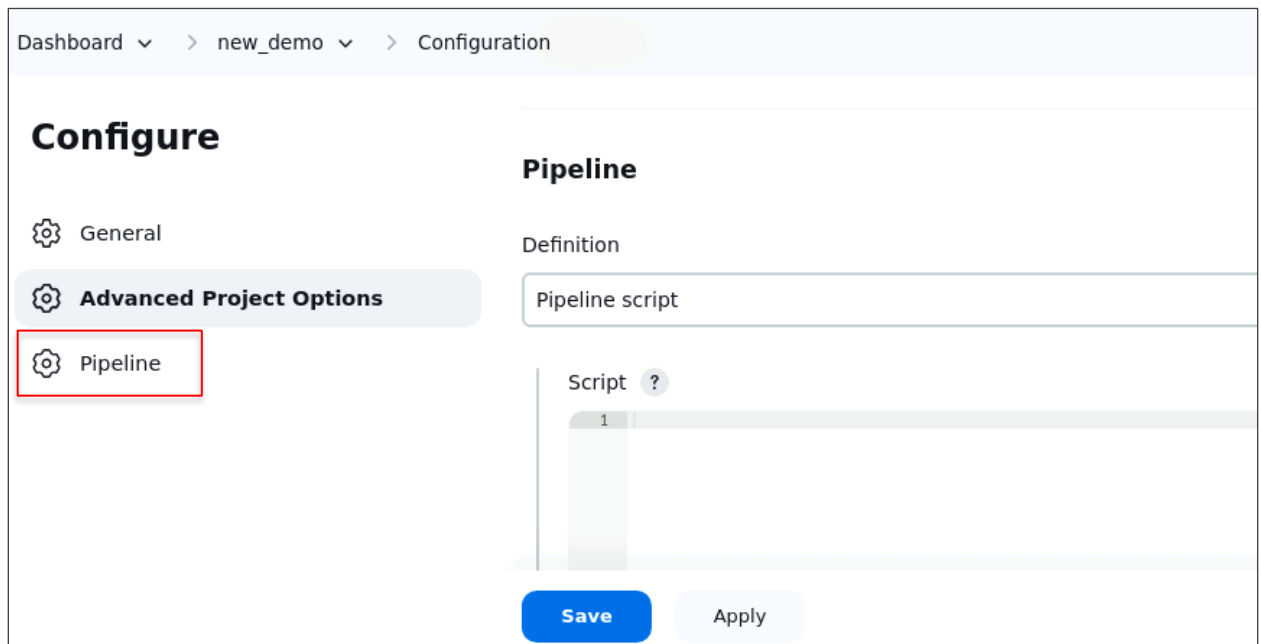 Dashboard > new_demo > Configuration
Configure
General
Advanced Project Options
Pipeline
Pipeline
Definition
Pipeline script
Script ?
1
Save Apply